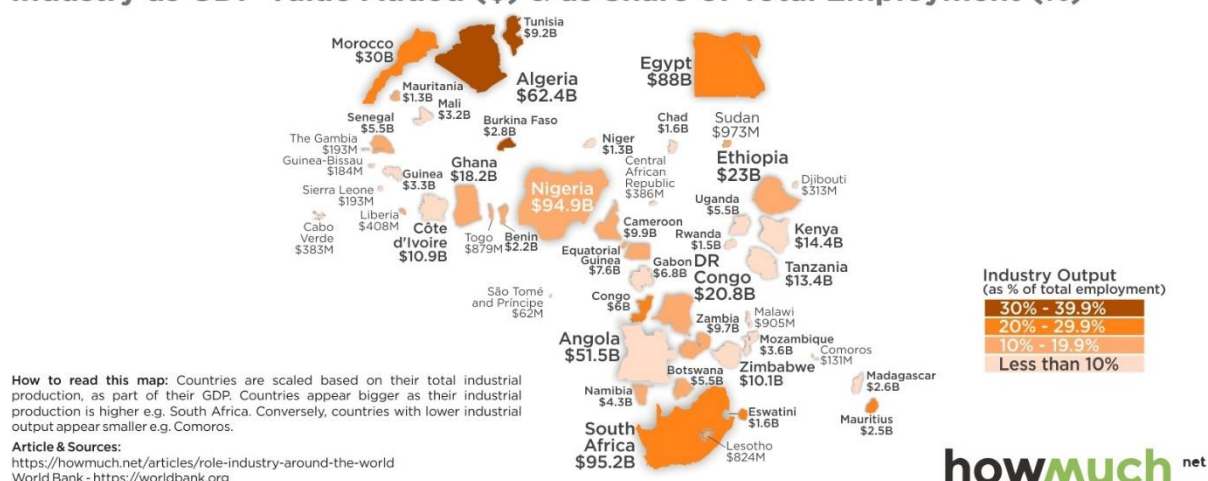 Industry as GDP Value Added ($) & as Share of Total Employment (%)
Tunisia
$9.2B
Morocco
$30B
Algeria
$62.4B
Egypt
$88B
Mauritania
$1.3B
Mali
$3.2B
Senegal
$5.5B
Burkina Faso
$2.8B
Niger
$1.3B
Chad
$1.6B
Sudan
$973M
The Gambia
$193M
Guinea-Bissau
$184M
Guinea
$3.3B
Ghana
$18.2B
Nigeria
$94.9B
Central
African
Republic
$386M
Ethiopia
$23B
Djibouti
$313M
Sierra Leone
$193M
Liberia
$408M
Cabo
Verde
$383M
Côte
d'Ivoire
$10.9B
Togo
$879M
Benin
$2.2B
Cameroon
$9.9B
Uganda
$5.5B
Rwanda
$1.5B
Kenya
$14.4B
Equatorial
Guinea
$7.6B
Gabon
$6.8B
DR
Congo
$20.8B
Tanzania
$13.4B
São Tomé
and Príncipe
$62M
Congo
$6B
Zambia
$9.7B
Malawi
$905M
Angola
$51.5B
Mozambique
$3.6B
Comoros
$131M
Zimbabwe
$10.1B
Botswana
$5.5B
Namibia
$4.3B
Madagascar
$2.6B
Mauritius
$2.5B
South
Africa
$95.2B
Eswatini
$1.6B
Lesotho
$824M
Industry Output
(as % of total employment)
30% - 39.9%
20% - 29.9%
10% - 19.9%
Less than 10%
How to read this map: Countries are scaled based on their total industrial
production, as part of their GDP. Countries appear bigger as their industrial
production is higher e.g. South Africa. Conversely, countries with lower industrial
output appear smaller e.g. Comoros.
Article & Sources:
https://howmuch.net/articles/role-industry-around-the-world
World Bank - https://worldbank.org
howmuch net